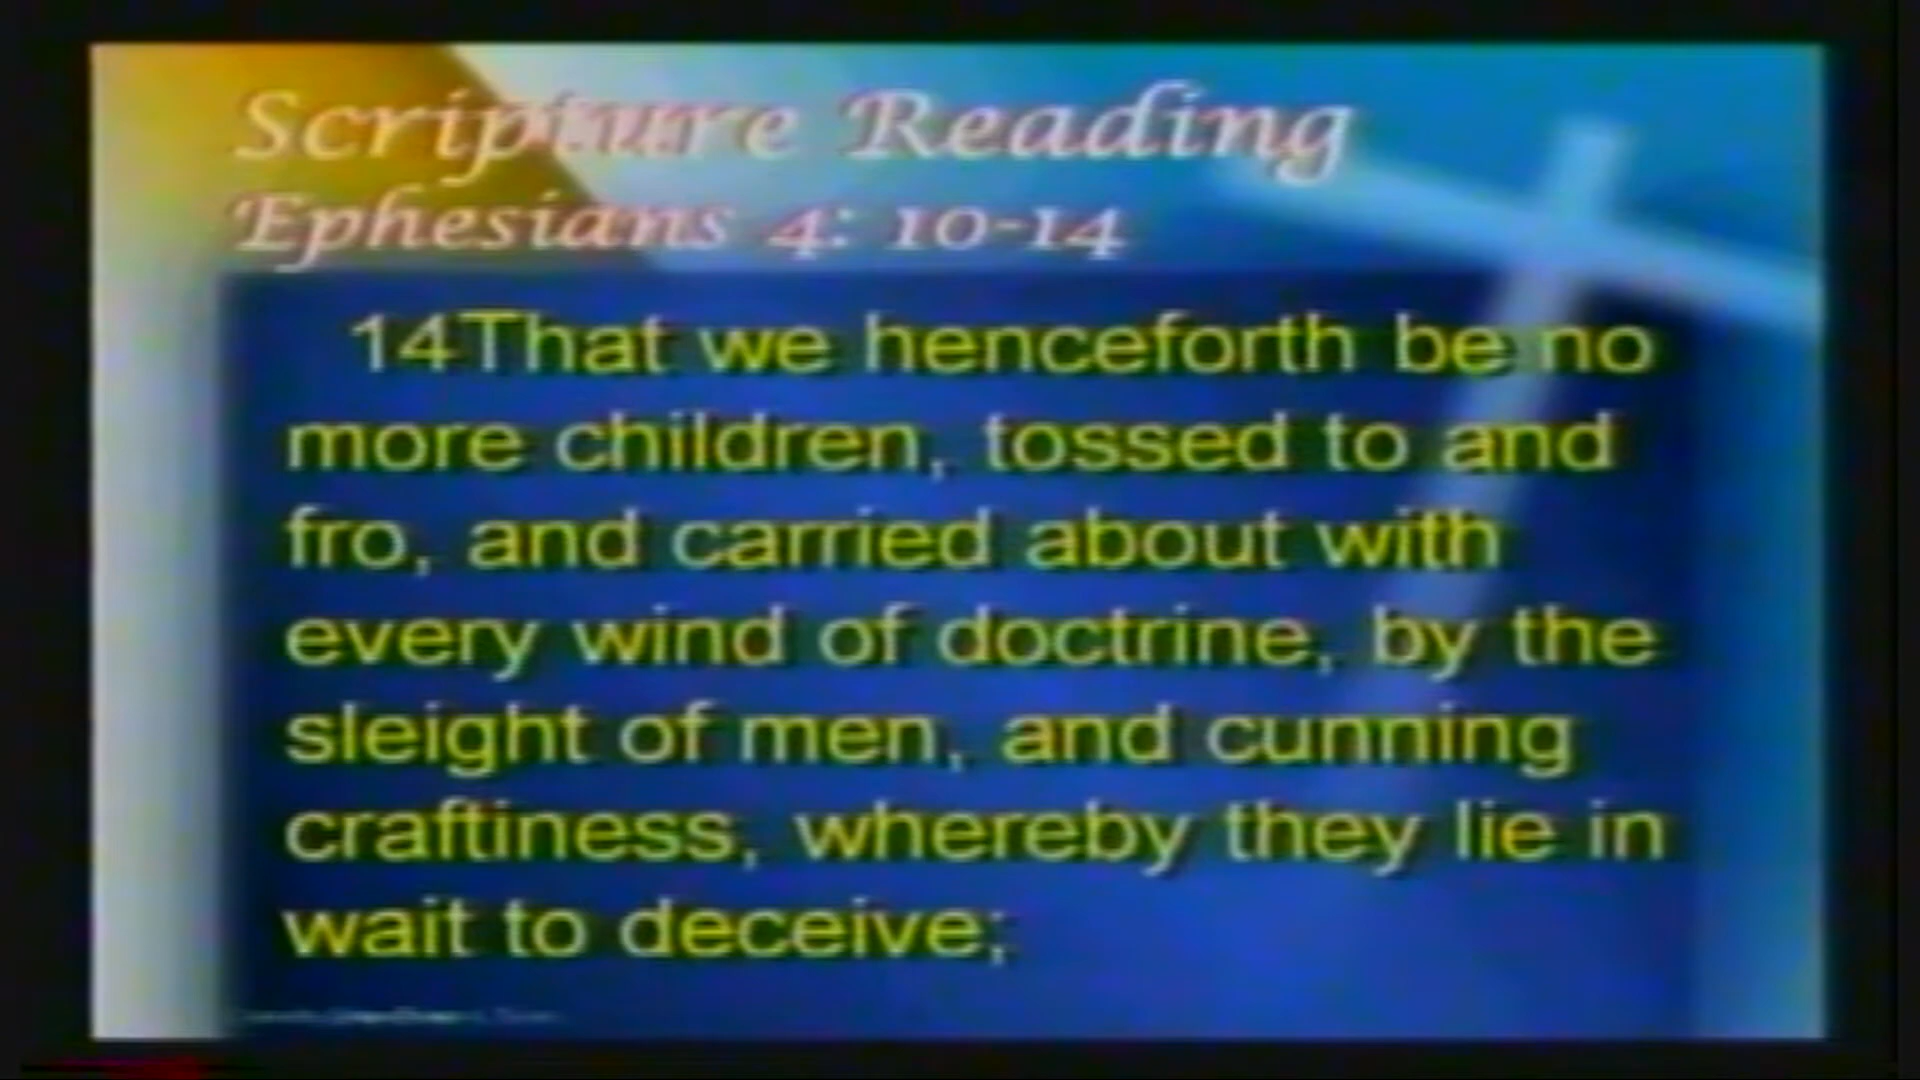 Scripture Reading
Ephesians 4: 10-14
14That we henceforth be no
more children, tossed to and
fro, and carried about with
every wind of doctrine, by the
sleight of men, and cunning
craftiness, whereby they lie in
wait to deceive;